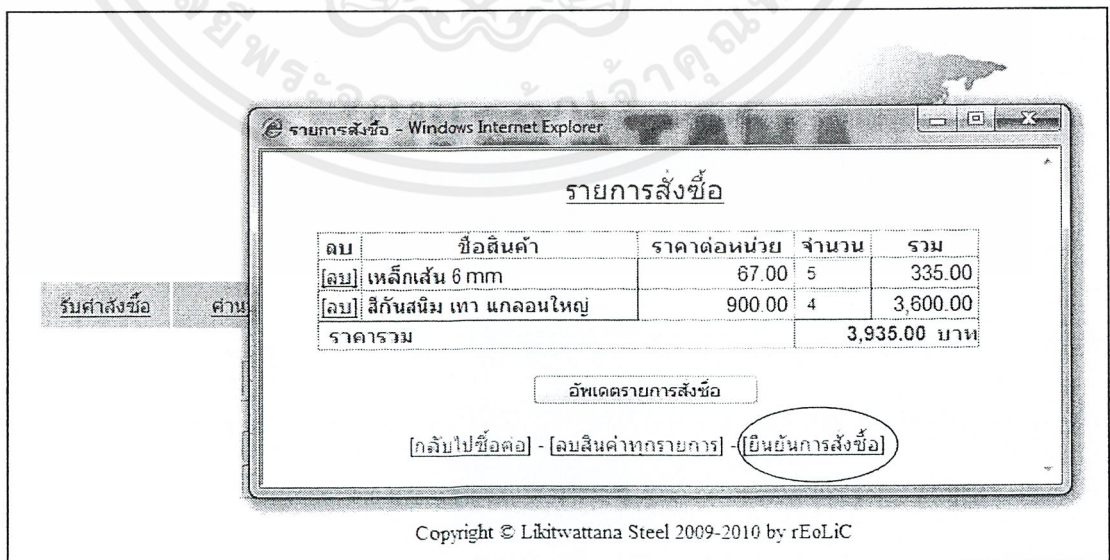 รายการสั่งซื้อ - Windows Internet Explorer
รายการสั่งซื้อ
ลบ ชื่อสินค้า ราคาต่อหน่วย จำนวน รวม
[ลบ] เหล็กเส้น 6 mm 67.00 5 335.00
[ลบ] สีกันสนิม เทา แกลอนใหญ่ 900.00 4 3,600.00
ราคารวม 3,935.00 บาท
รับคำสั่งซื้อ
อัพเดตรายการสั่งซื้อ
[กลับไปซื้อต่อ] - [ลบสินค้าทุกรายการ] - [ยืนยันการสั่งซื้อ]
Copyright © Likitwattana Steel 2009-2010 by rEoLiC